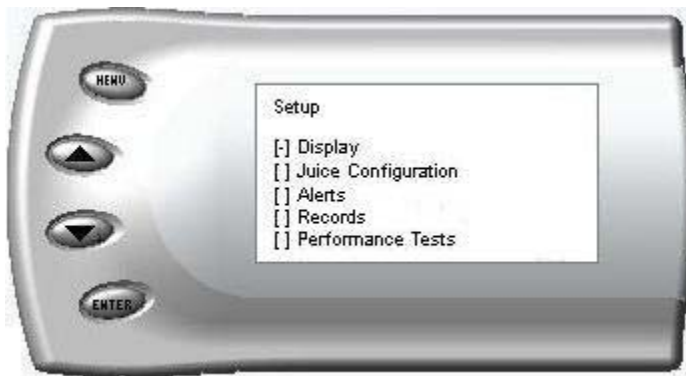 MENU
Setup
[-] Display
[ ] Juice Configuration
[ ] Alerts
[ ] Records
[ ] Performance Tests
ENTER